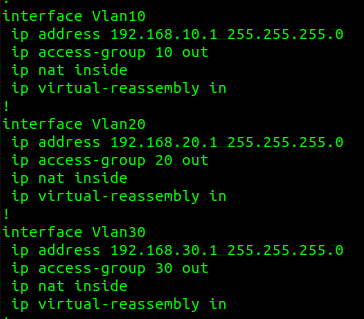 !
interface Vlan10
 ip address 192.168.10.1 255.255.255.0
 ip access-group 10 out
 ip nat inside
 ip virtual-reassembly in
!
interface Vlan20
 ip address 192.168.20.1 255.255.255.0
 ip access-group 20 out
 ip nat inside
 ip virtual-reassembly in
!
interface Vlan30
 ip address 192.168.30.1 255.255.255.0
 ip access-group 30 out
 ip nat inside
 ip virtual-reassembly in